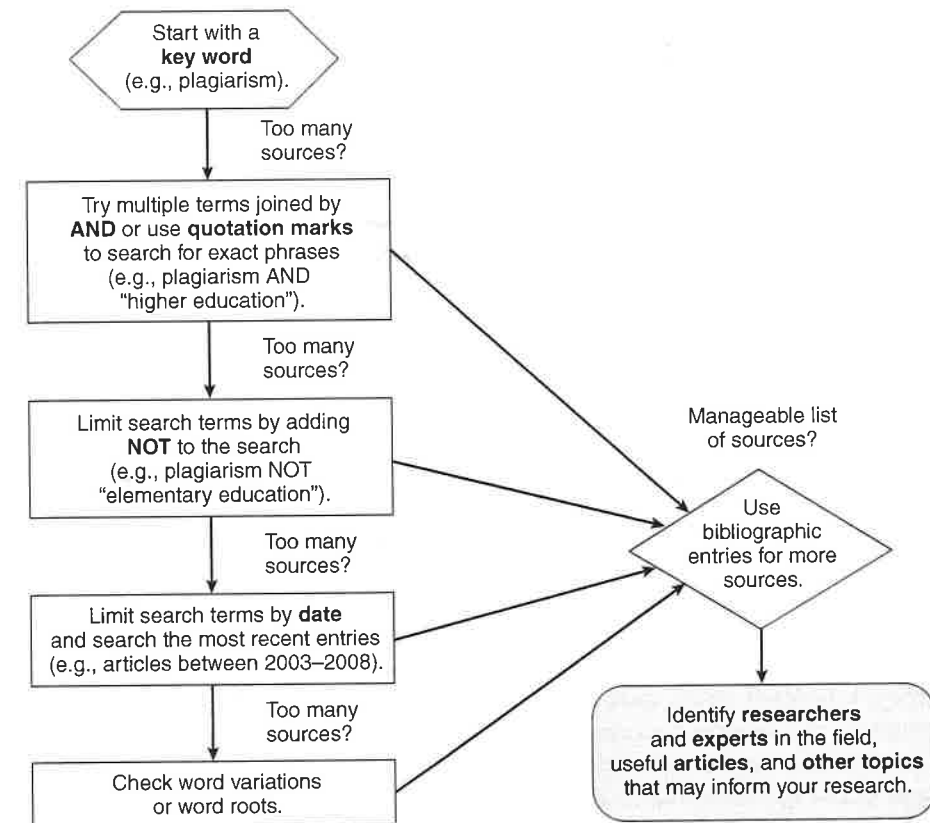 Start with a
key word
(e.g., plagiarism).
Too many
sources?
Try multiple terms joined by
AND or use quotation marks
to search for exact phrases
(e.g., plagiarism AND
“higher education”).
Too many
sources?
Limit search terms by adding
NOT to the search
(e.g., plagiarism NOT
“elementary education”).
Too many
sources?
Limit search terms by date
and search the most recent entries
(e.g., articles between 2003–2008).
Too many
sources?
Check word variations
or word roots.
Manageable list
of sources?
Use
bibliographic
entries for more
sources.
Identify researchers
and experts in the field,
useful articles, and other topics
that may inform your research.